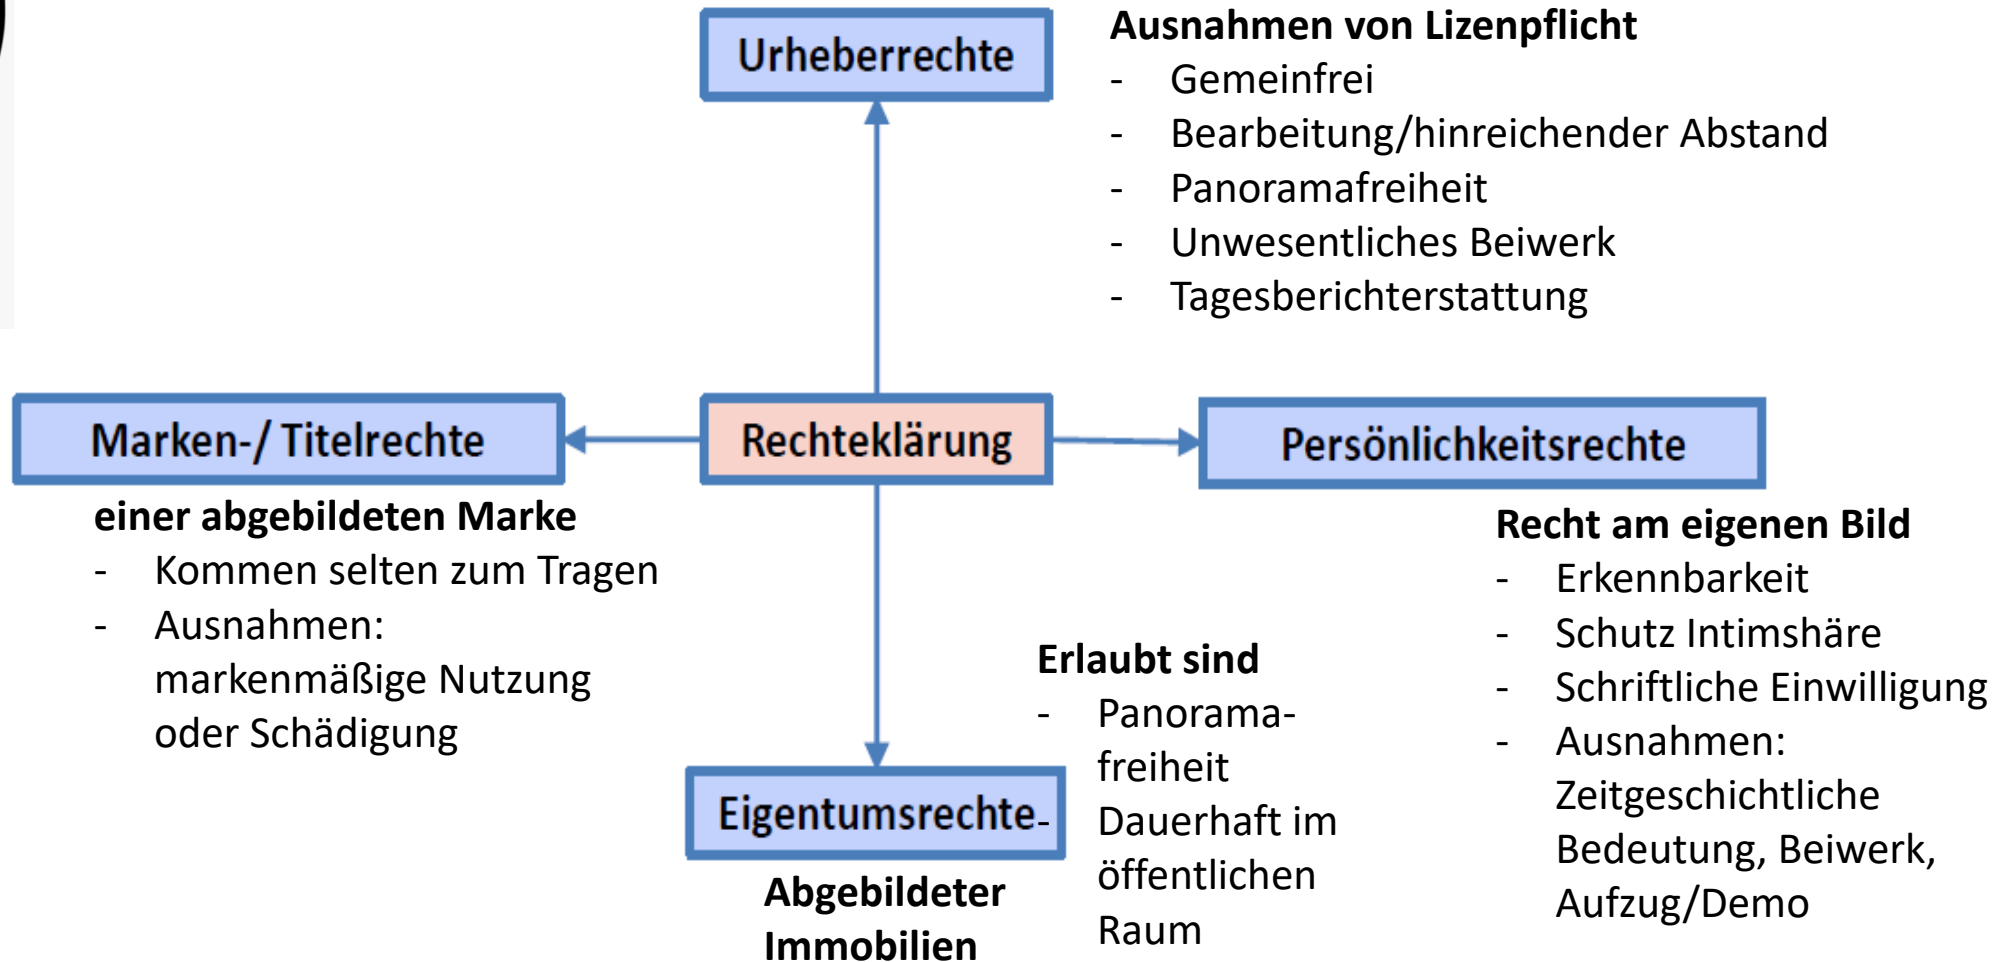 Urheberrechte
Ausnahmen von Lizenpflicht
- Gemeinfrei
- Bearbeitung/hinreichender Abstand
- Panoramafreiheit
- Unwesentliches Beiwerk
- Tagesberichterstattung
Marken-/ Titelrechte
Rechteklärung
Persönlichkeitsrechte
einer abgebildeten Marke
- Kommen selten zum Tragen
- Ausnahmen:
markenmäßige Nutzung
oder Schädigung
Recht am eigenen Bild
- Erkennbarkeit
- Schutz Intimshäre
- Schriftliche Einwilligung
- Ausnahmen:
Zeitgeschichtliche
Bedeutung, Beiwerk,
Aufzug/Demo
Eigentumsrechte
Abgebildeter
Immobilien
Erlaubt sind
- Panorama-
freiheit
- Dauerhaft im
öffentlichen
Raum